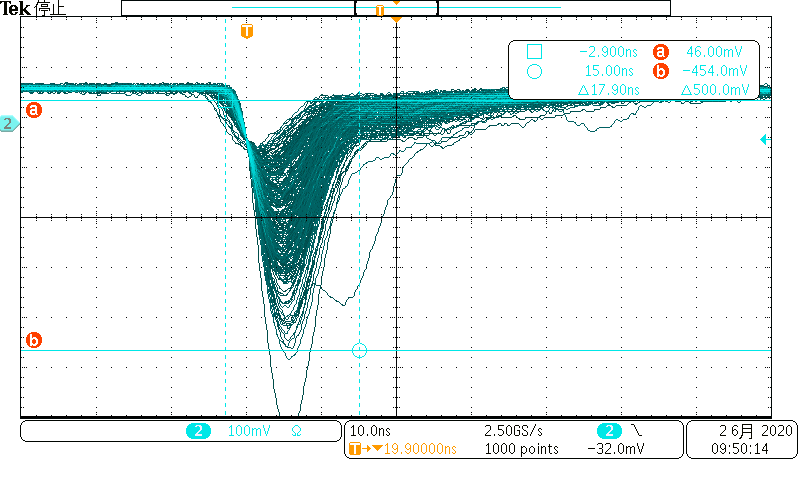 Tek 停止
T
T
-2.900ns a 46.00mV
15.00ns b -454.0mV
Δ17.90ns Δ500.0mV
a
2
b
2 100mV Ω 10.0ns 2.50GS/s 2 2 6月 2020
T→▼19.90000ns 1000 points -32.0mV 09:50:14